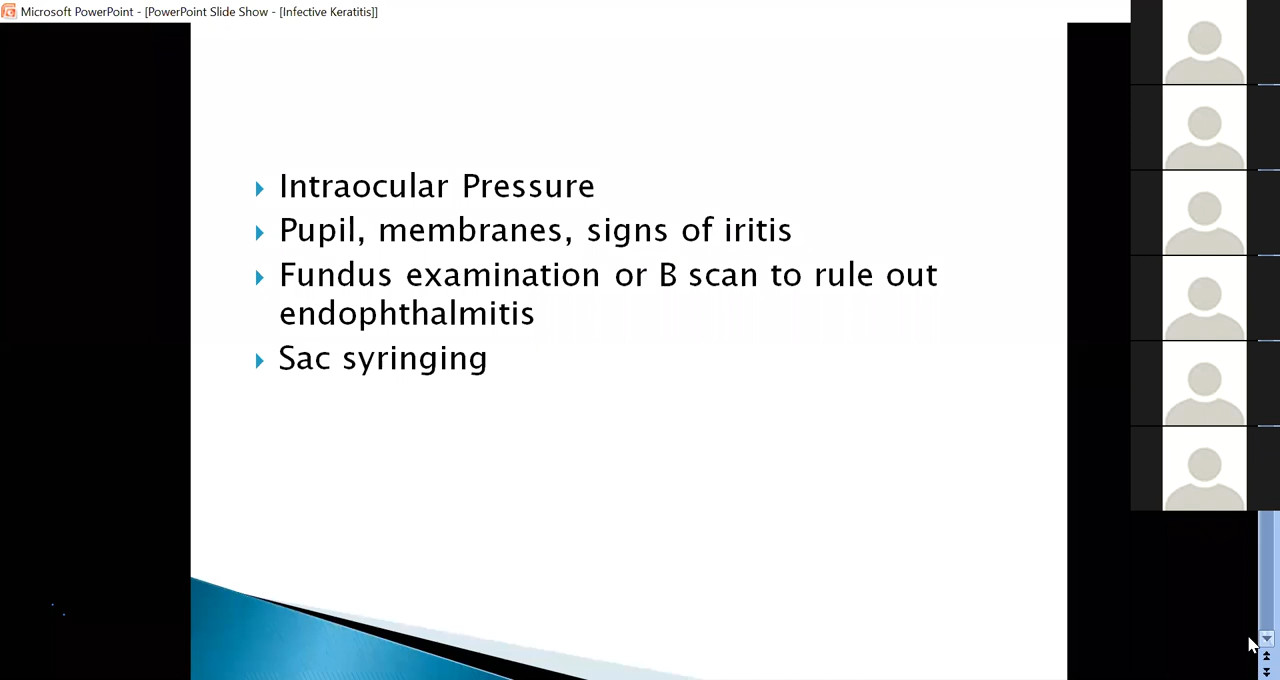 Microsoft PowerPoint - [PowerPoint Slide Show - [Infective Keratitis]]
Intraocular Pressure
Pupil, membranes, signs of iritis
Fundus examination or B scan to rule out
endophthalmitis
Sac syringing